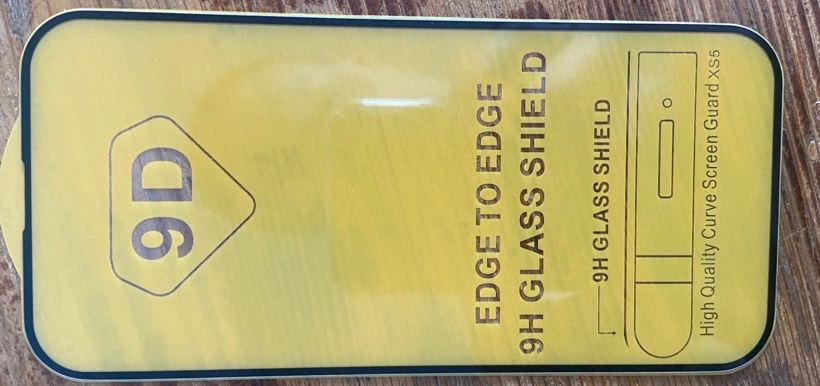 9D
EDGE TO EDGE
9H GLASS SHIELD
9H GLASS SHIELD
High Quality Curve Screen Guard XS5